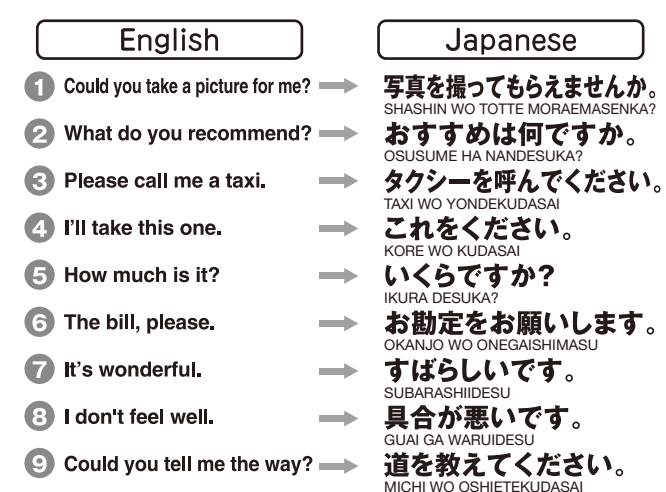 English
Japanese
1 Could you take a picture for me?
写真を撮ってもらえませんか。
SHASHIN WO TOTTE MORAEMASENKA?
2 What do you recommend?
おすすめは何ですか。
OSUSUME HA NANDESUKA?
3 Please call me a taxi.
タクシーを呼んでください。
TAXI WO YONDEKUDASAI
4 I'll take this one.
これをください。
KORE WO KUDASAI
5 How much is it?
いくらですか?
IKURA DESUKA?
6 The bill, please.
お勘定をお願いします。
OKANJO WO ONEGAISHIMASU
7 It's wonderful.
すばらしいです。
SUBARASHIIDESU
8 I don't feel well.
具合が悪いです。
GUAI GA WARUIDESU
9 Could you tell me the way?
道を教えてください。
MICHI WO OSHIETEKUDASAI